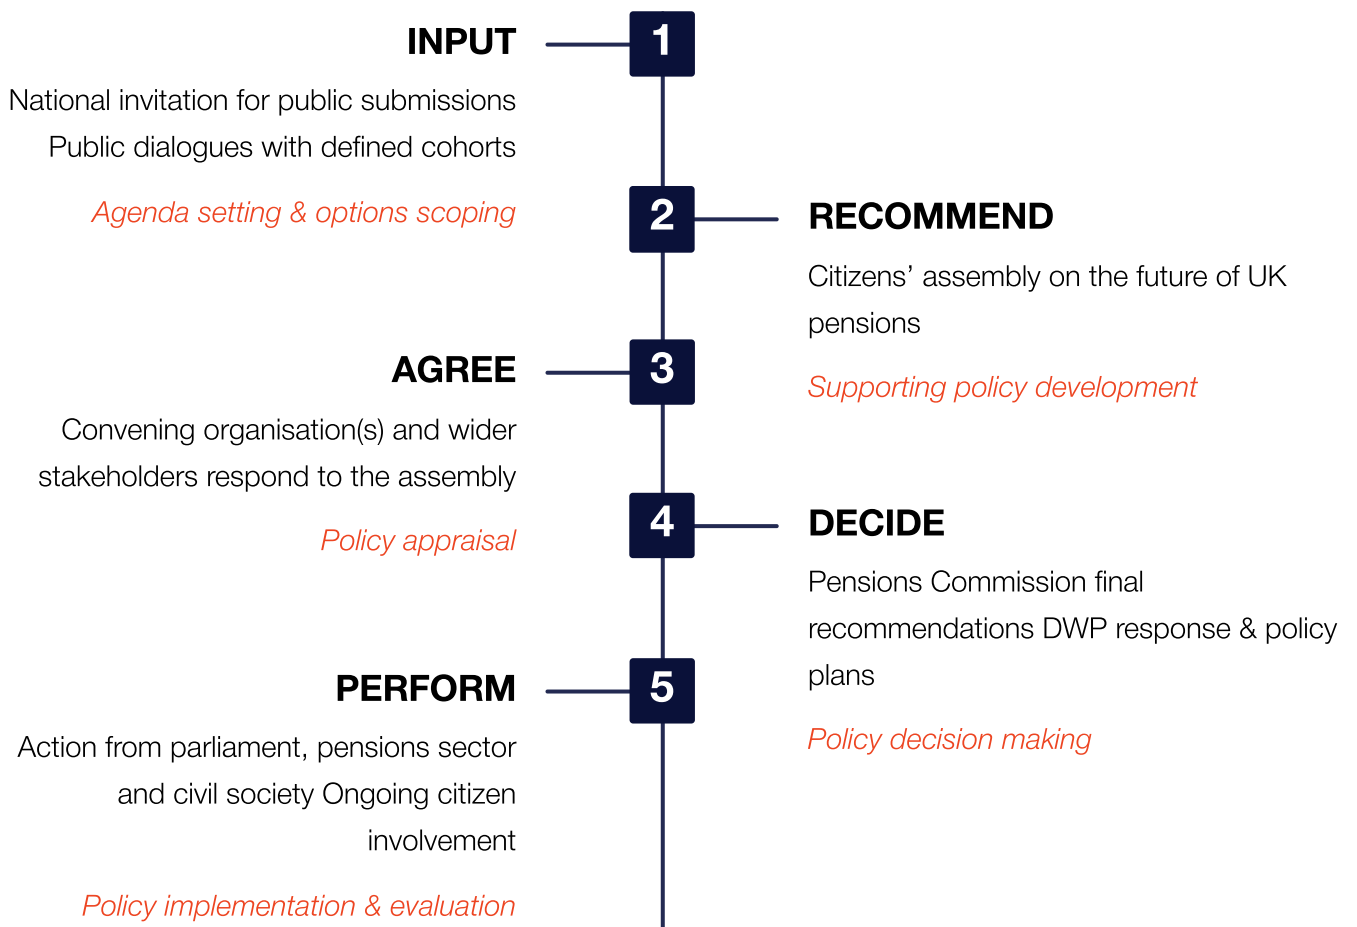 1
INPUT
National invitation for public submissions
Public dialogues with defined cohorts
Agenda setting & options scoping
2
RECOMMEND
Citizens’ assembly on the future of UK
pensions
Supporting policy development
3
AGREE
Convening organisation(s) and wider
stakeholders respond to the assembly
Policy appraisal
4
DECIDE
Pensions Commission final
recommendations DWP response & policy
plans
Policy decision making
5
PERFORM
Action from parliament, pensions sector
and civil society Ongoing citizen
involvement
Policy implementation & evaluation